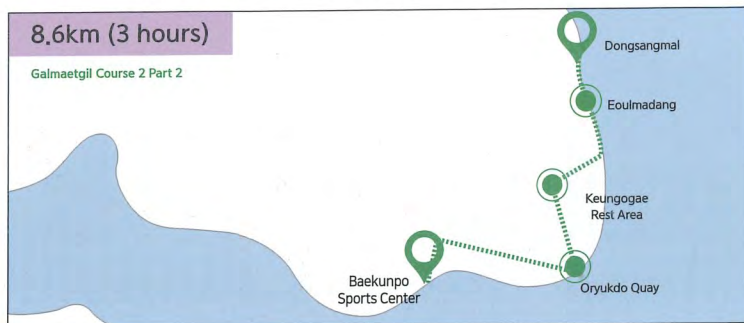 8.6km (3 hours)
Galmaetgil Course 2 Part 2
Dongsangmal
Eoulmadang
Keungogae
Rest Area
Baekunpo
Sports Center
Oryukdo Quay